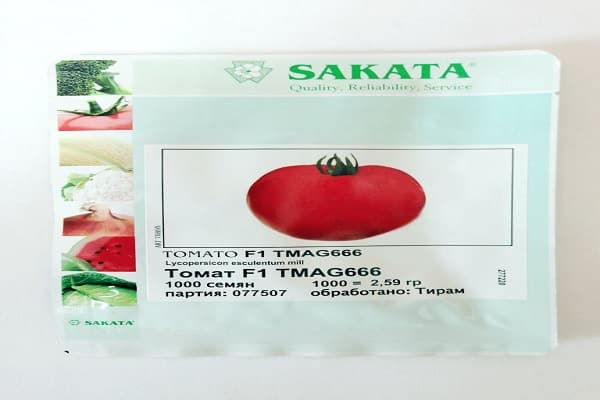 SAKATA®
Quality, Reliability, Service
TOMATO F1 TMAG666
Lycopersicon esculentum mill
Томат F1 TMAG666
1000 семян 1000 = 2,59 гр
партия: 077507 обработано: Тирам
SAKATA